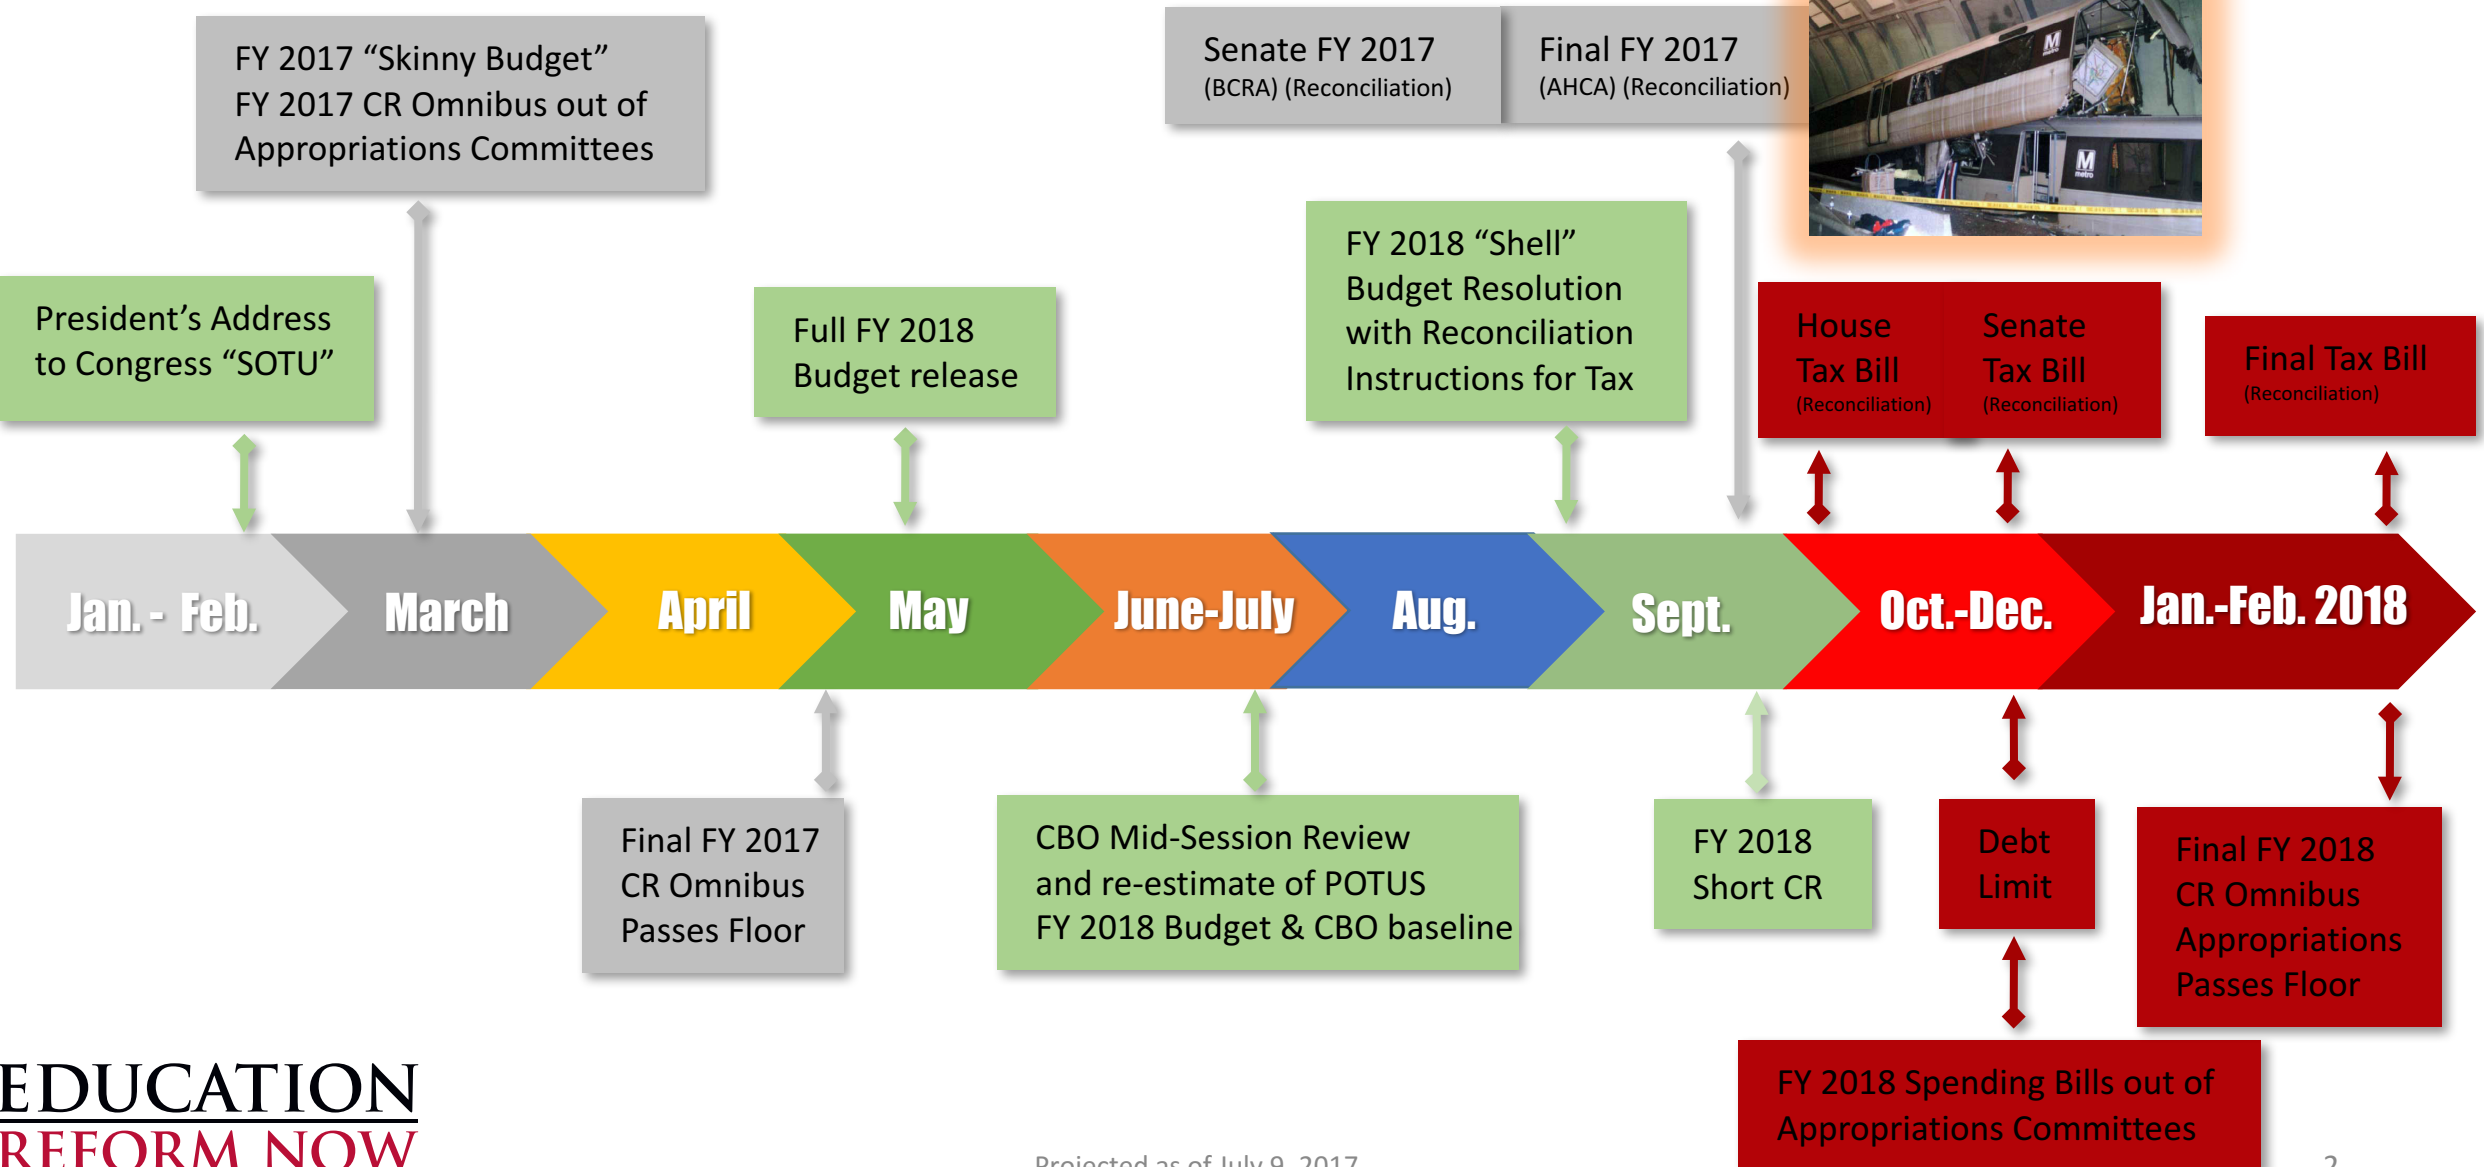 FY 2017 “Skinny Budget”
FY 2017 CR Omnibus out of
Appropriations Committees
Senate FY 2017
(BCRA) (Reconciliation)
Final FY 2017
(AHCA) (Reconciliation)
M
metro
M
metro
President’s Address
to Congress “SOTU”
Full FY 2018
Budget release
FY 2018 “Shell”
Budget Resolution
with Reconciliation
Instructions for Tax
House
Tax Bill
(Reconciliation)
Senate
Tax Bill
(Reconciliation)
Final Tax Bill
(Reconciliation)
Jan. - Feb.
March
April
May
June-July
Aug.
Sept.
Oct.-Dec.
Jan.-Feb. 2018
Final FY 2017
CR Omnibus
Passes Floor
CBO Mid-Session Review
and re-estimate of POTUS
FY 2018 Budget & CBO baseline
FY 2018
Short CR
Debt
Limit
Final FY 2018
CR Omnibus
Appropriations
Passes Floor
FY 2018 Spending Bills out of
Appropriations Committees
EDUCATION
REFORM NOW
Projected as of July 9, 2017
2